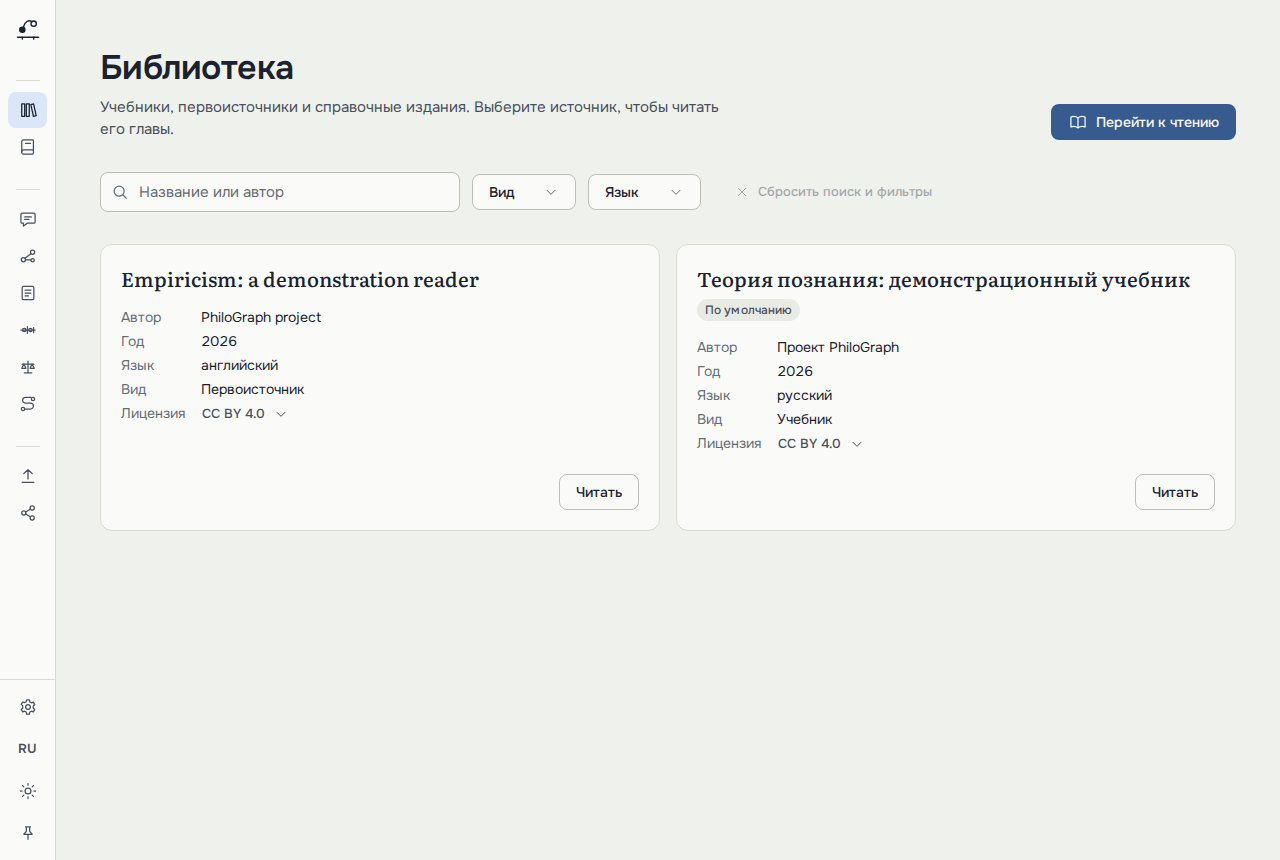 Библиотека
Учебники, первоисточники и справочные издания. Выберите источник, чтобы читать
его главы.
Перейти к чтению
Название или автор
Вид
Язык
Сбросить поиск и фильтры
Empiricism: a demonstration reader
Автор PhiloGraph project
Год 2026
Язык английский
Вид Первоисточник
Лицензия CC BY 4.0
Читать
Теория познания: демонстрационный учебник
По умолчанию
Автор Проект PhiloGraph
Год 2026
Язык русский
Вид Учебник
Лицензия CC BY 4.0
Читать
RU